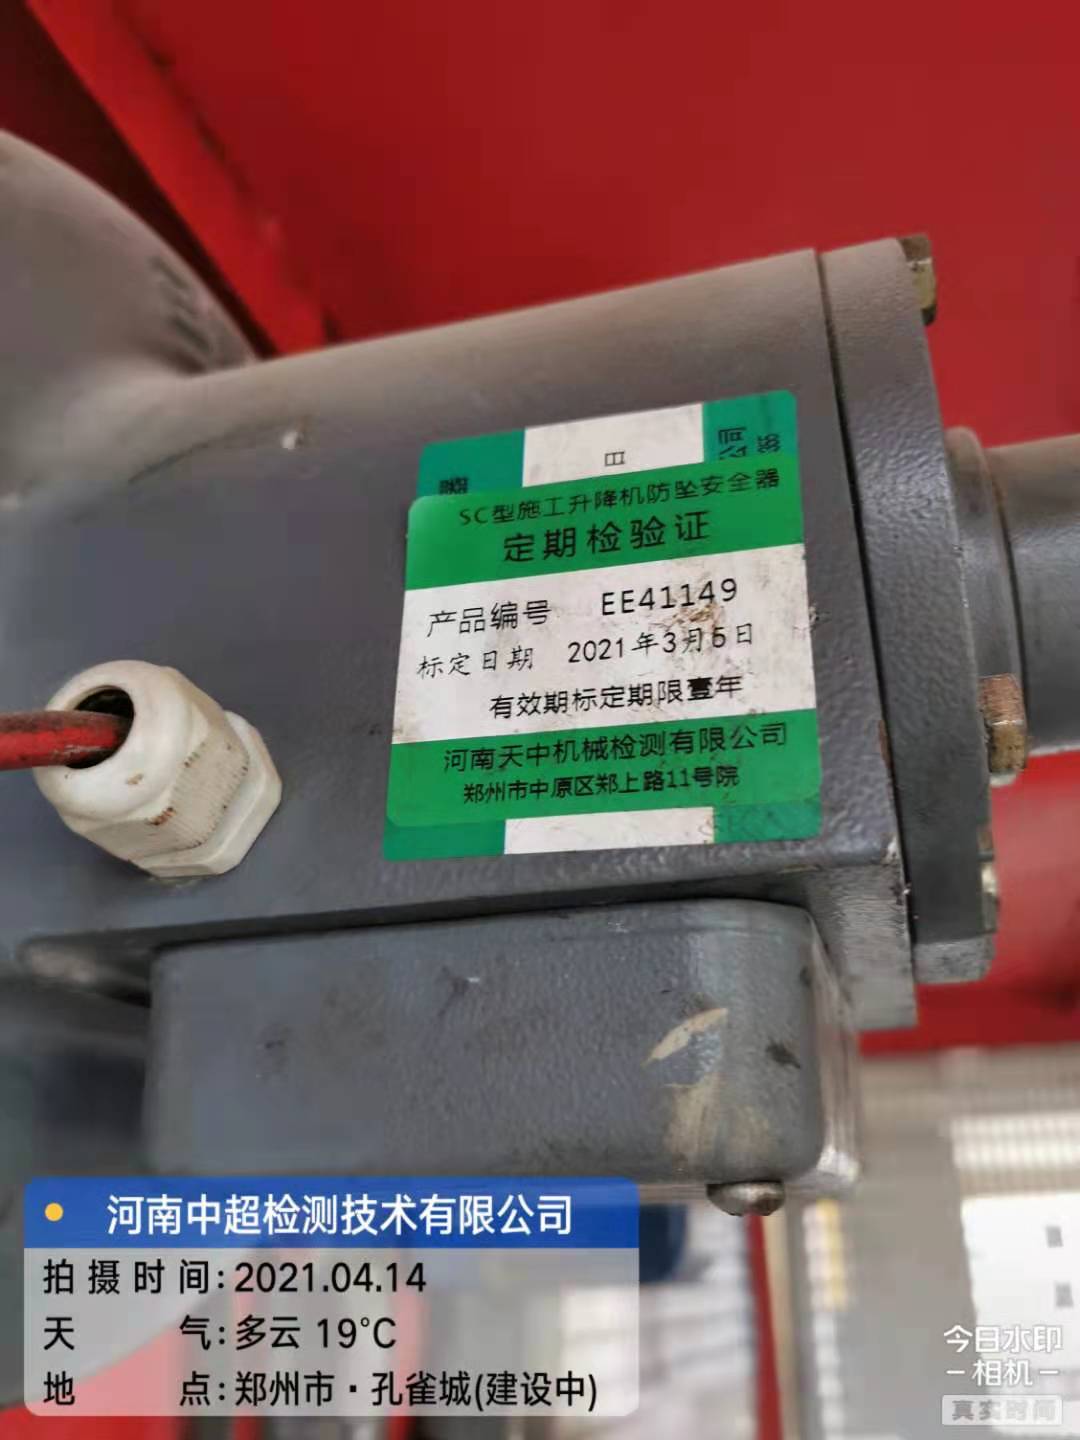 SC型施工升降机防坠安全器
定期检验证
产品编号 EE41149
标定日期 2021年3月5日
有效期标定期限壹年
河南天中机械检测有限公司
郑州市中原区郑上路11号院
河南中超检测技术有限公司
拍摄时间:2021.04.14
天气:多云 19℃
地点:郑州市·孔雀城(建设中)
今日水印
-相机-
真实时间